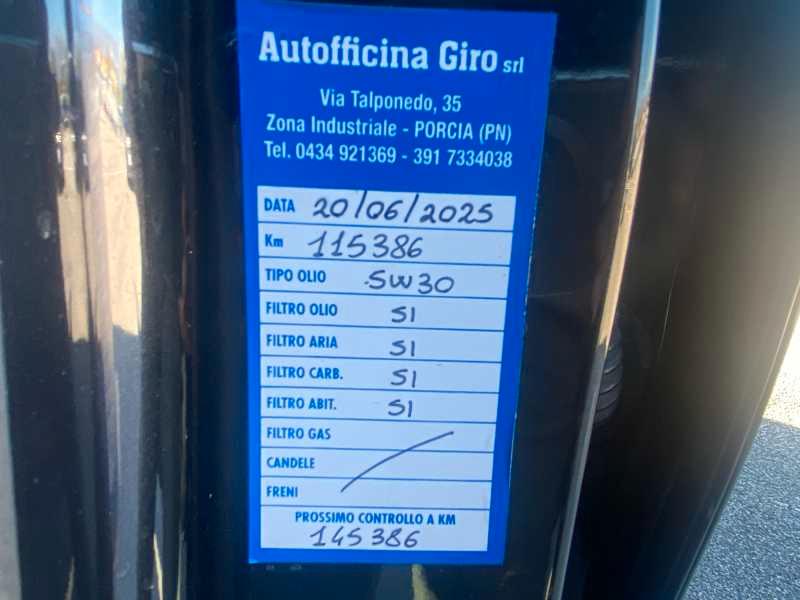 Autofficina Giro srl
Via Talponedo, 35
Zona Industriale - PORCIA (PN)
Tel. 0434 921369 - 391 7334038
DATA 20/06/2025
Km 115386
TIPO OLIO 5W30
FILTRO OLIO SI
FILTRO ARIA SI
FILTRO CARB. SI
FILTRO ABIT. SI
FILTRO GAS
CANDELE
FRENI
PROSSIMO CONTROLLO A KM
145386